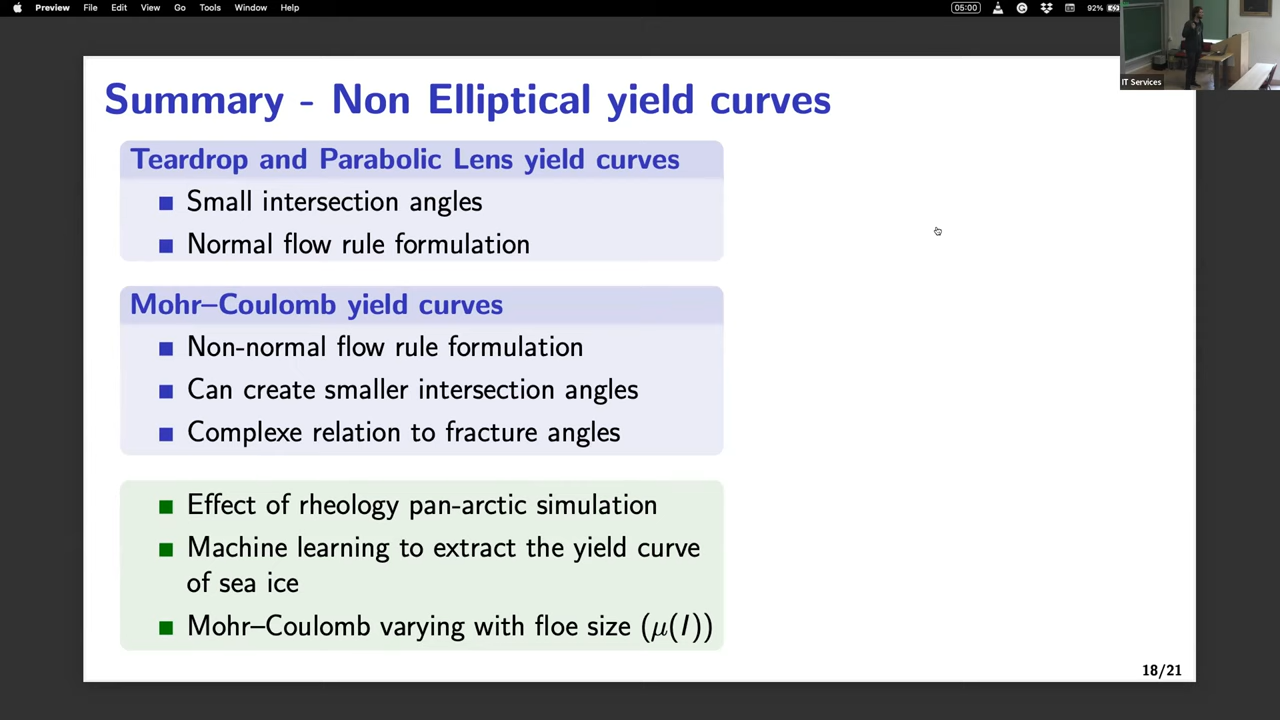 Preview File Edit View Go Tools Window Help 05:00 92%
IT Services
Summary - Non Elliptical yield curves
Teardrop and Parabolic Lens yield curves
Small intersection angles
Normal flow rule formulation
Mohr–Coulomb yield curves
Non-normal flow rule formulation
Can create smaller intersection angles
Complexe relation to fracture angles
Effect of rheology pan-arctic simulation
Machine learning to extract the yield curve
of sea ice
Mohr–Coulomb varying with floe size (μ(I))
18/21